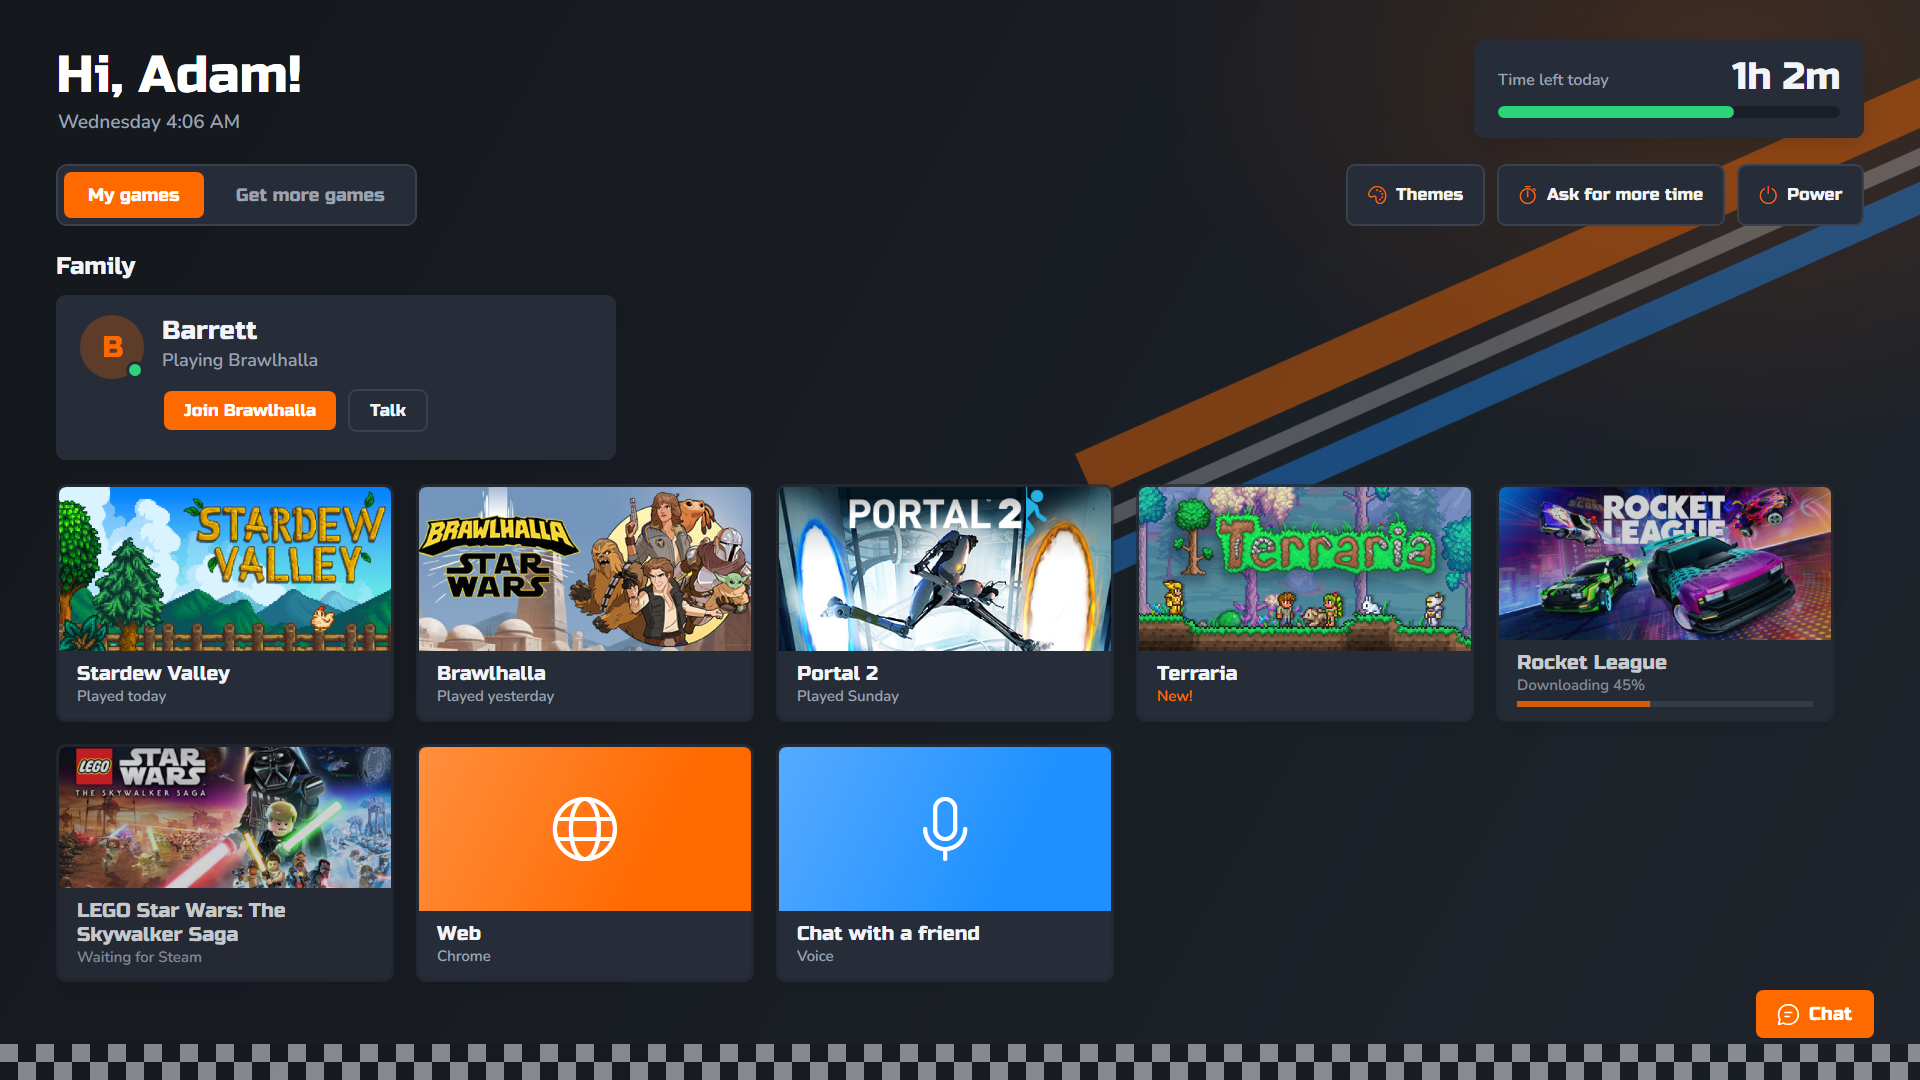 Hi, Adam!
Wednesday 4:06 AM
Time left today
1h 2m
My games
Get more games
Themes
Ask for more time
Power
Family
B
Barrett
Playing Brawlhalla
Join Brawlhalla
Talk
STARDEW
VALLEY
BRAWLHALLA
STAR
WARS
PORTAL 2
Terraria
ROCKET
LEAGUE
Stardew Valley
Played today
Brawlhalla
Played yesterday
Portal 2
Played Sunday
Terraria
New!
Rocket League
Downloading 45%
LEGO
STAR
WARS
THE SKYWALKER SAGA
LEGO Star Wars: The
Skywalker Saga
Waiting for Steam
Web
Chrome
Chat with a friend
Voice
Chat